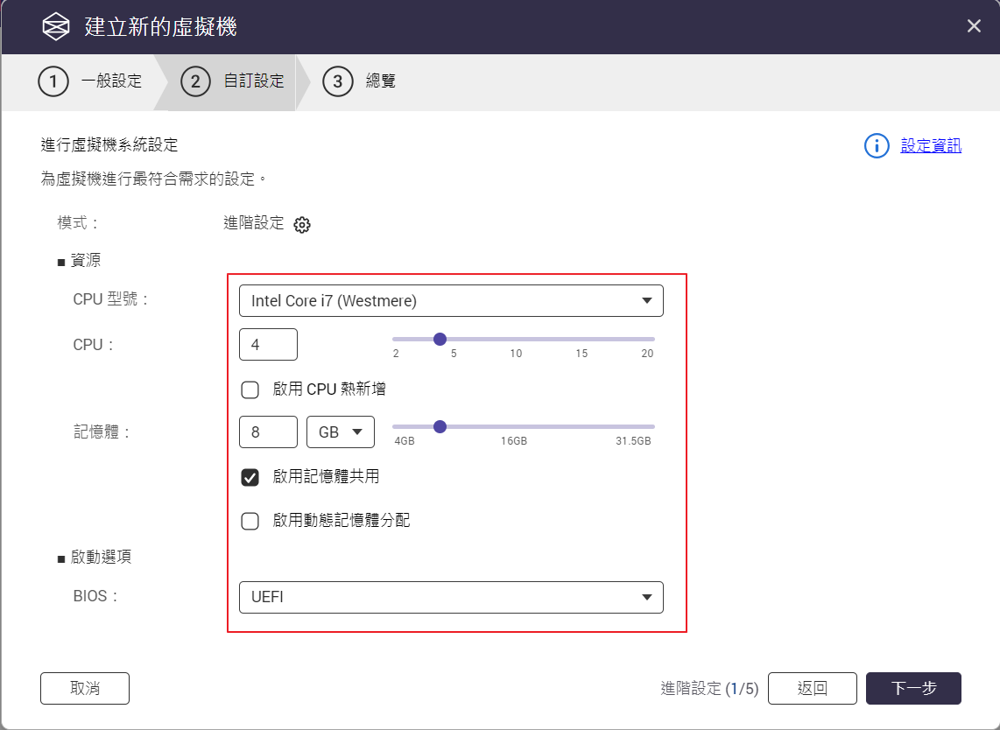 建立新的虛擬機
1 一般設定 2 自訂設定 3 總覽
進行虛擬機系統設定
設定資訊
為虛擬機進行最符合需求的設定。
模式： 進階設定
■ 資源
CPU 型號： Intel Core i7 (Westmere)
CPU： 4
2 5 10 15 20
啟用 CPU 熱新增
記憶體： 8 GB
4GB 16GB 31.5GB
啟用記憶體共用
啟用動態記憶體分配
■ 啟動選項
BIOS： UEFI
取消 進階設定 (1/5) 返回 下一步